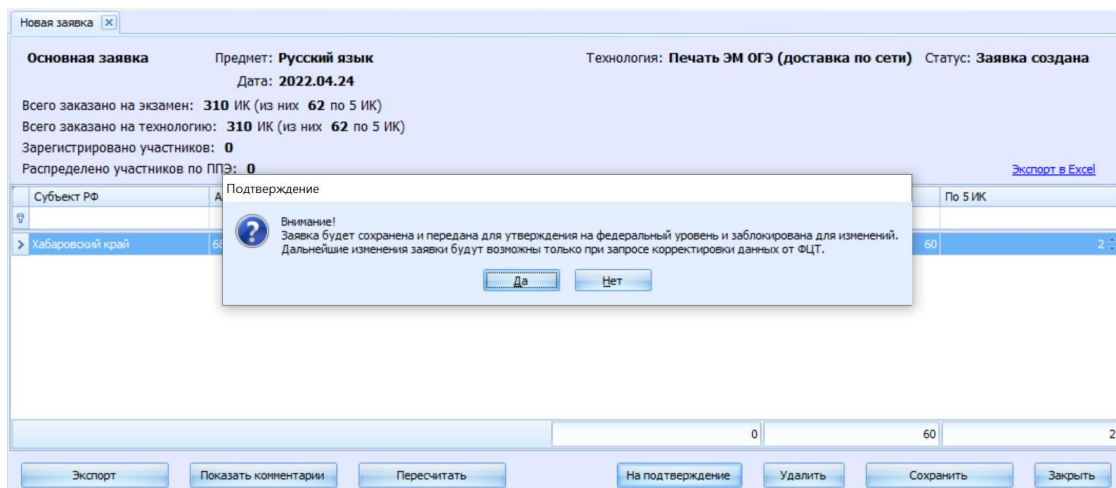 Новая заявка
Основная заявка Предмет: Русский язык Технология: Печать ЭМ ОГЭ (доставка по сети) Статус: Заявка создана
Дата: 2022.04.24
Всего заказано на экзамен: 310 ИК (из них 62 по 5 ИК)
Всего заказано на технологию: 310 ИК (из них 62 по 5 ИК)
Зарегистрировано участников: 0
Распределено участников по ППЭ: 0 Экспорт в Excel
Субъект РФ По 5 ИК
Подтверждение
Внимание!
Заявка будет сохранена и передана для утверждения на федеральный уровень и заблокирована для изменений.
Дальнейшие изменения заявки будут возможны только при запросе корректировки данных от ФЦТ.
Да Нет
Хабаровский край 60 2
0 60 2
Экспорт Показать комментарии Пересчитать На подтверждение Удалить Сохранить Закрыть